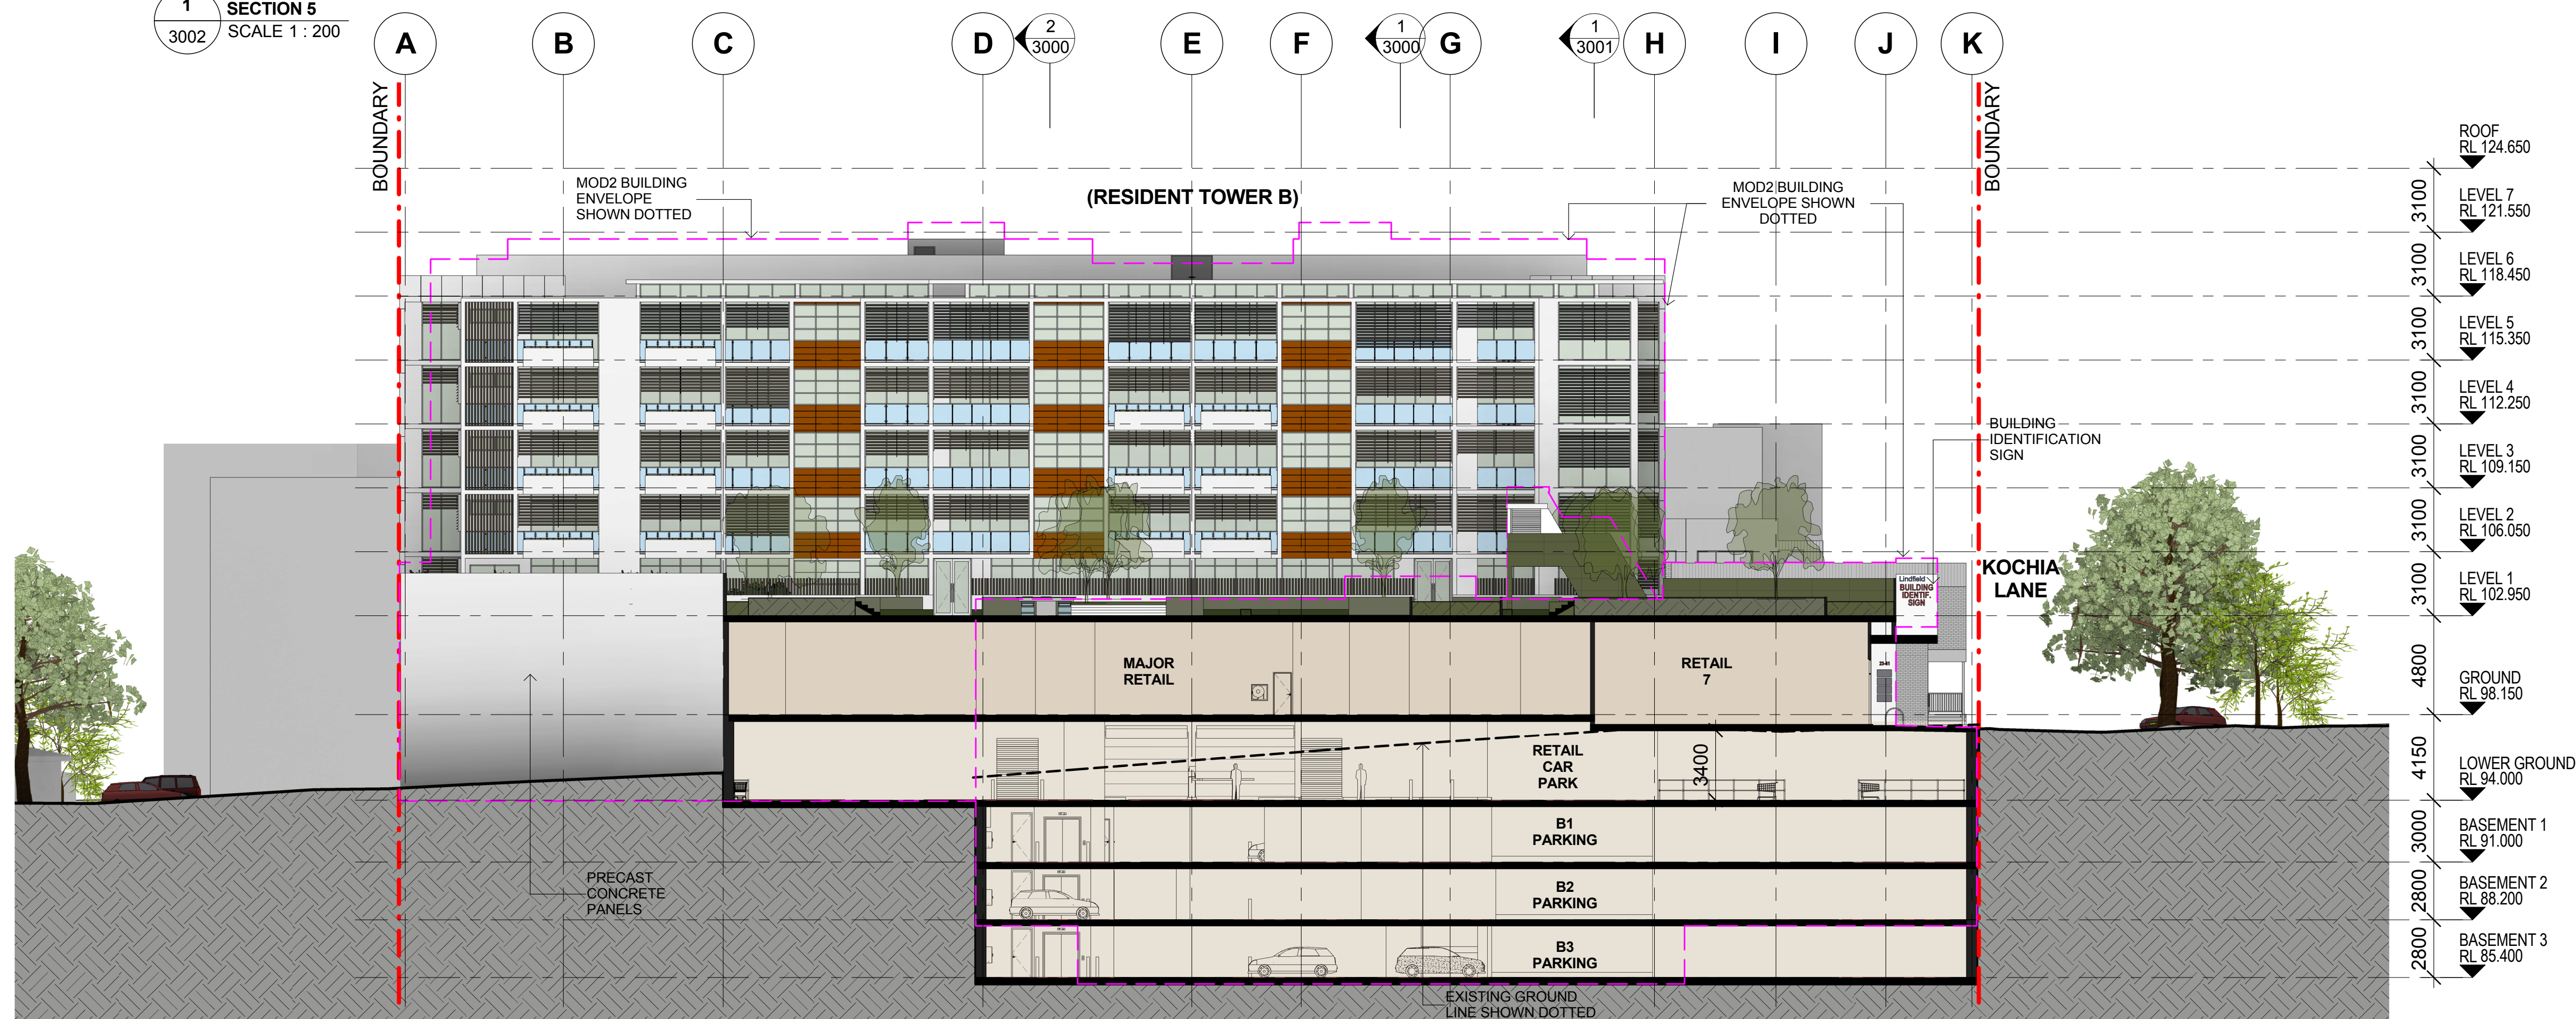 1
3002
SECTION 5
SCALE 1 : 200
A
B
C
D
2
3000
E
F
1
3000
G
1
3001
H
I
J
K
BOUNDARY
BOUNDARY
MOD2 BUILDING
ENVELOPE
SHOWN DOTTED
(RESIDENT TOWER B)
MOD2 BUILDING
ENVELOPE SHOWN
DOTTED
ROOF
RL 124.650
3100
LEVEL 7
RL 121.550
3100
LEVEL 6
RL 118.450
3100
LEVEL 5
RL 115.350
3100
LEVEL 4
RL 112.250
3100
LEVEL 3
RL 109.150
3100
LEVEL 2
RL 106.050
3100
LEVEL 1
RL 102.950
4800
GROUND
RL 98.150
4150
LOWER GROUND
RL 94.000
3000
BASEMENT 1
RL 91.000
2800
BASEMENT 2
RL 88.200
2800
BASEMENT 3
RL 85.400
BUILDING
IDENTIFICATION
SIGN
KOCHIA
LANE
Lindfield
BUILDING
IDENTIF.
SIGN
23-41
MAJOR
RETAIL
RETAIL
7
RETAIL
CAR
PARK
3400
B1
PARKING
B2
PARKING
B3
PARKING
PRECAST
CONCRETE
PANELS
EXISTING GROUND
LINE SHOWN DOTTED